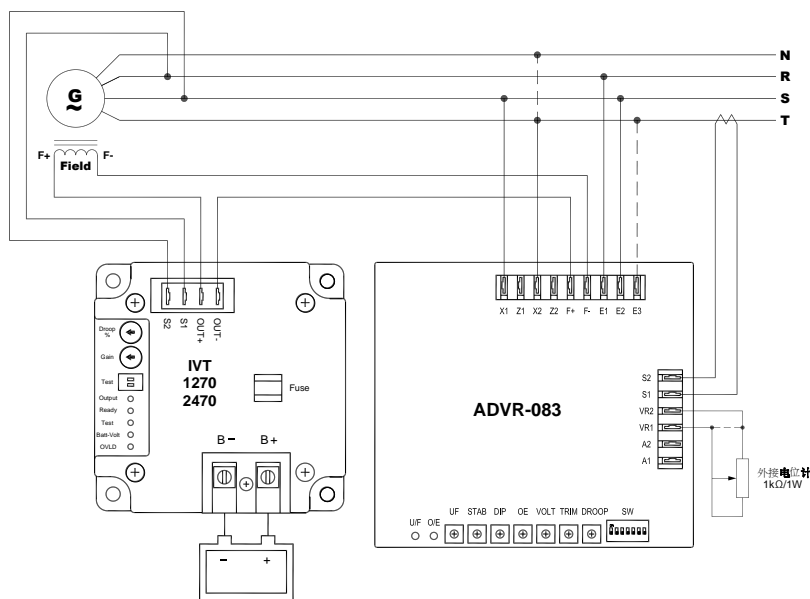 N
R
S
T
G
~
F+ F-
Field
X1 Z1 X2 Z2 F+ F- E1 E2 E3
S2 S1 OUT+ OUT-
Droop
%
Gain
Test
Output
Ready
Test
Batt-Volt
OVLD
IVT
1270
2470
Fuse
B- B+
- +
ADVR-083
S2
S1
VR2
VR1
A2
A1
外接电位计
1kΩ/1W
U/F O/E
UF STAB DIP OE VOLT TRIM DROOP SW